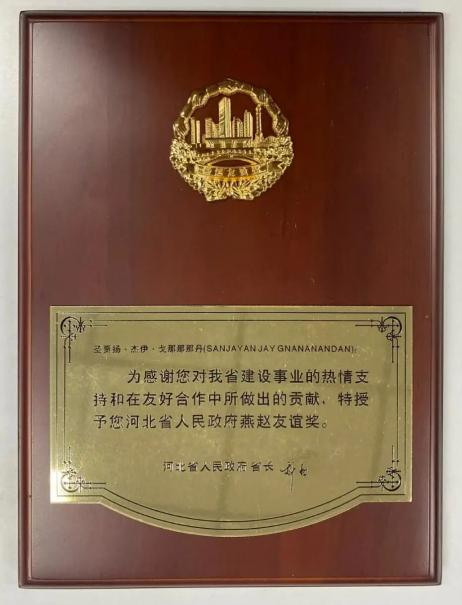 圣贾扬·杰伊·戈那那那丹(SANJAYAN JAY GNANANANDAN):
为感谢您对我省建设事业的热情支
持和在友好合作中所做出的贡献，特授
予您河北省人民政府燕赵友谊奖。
河北省人民政府省长